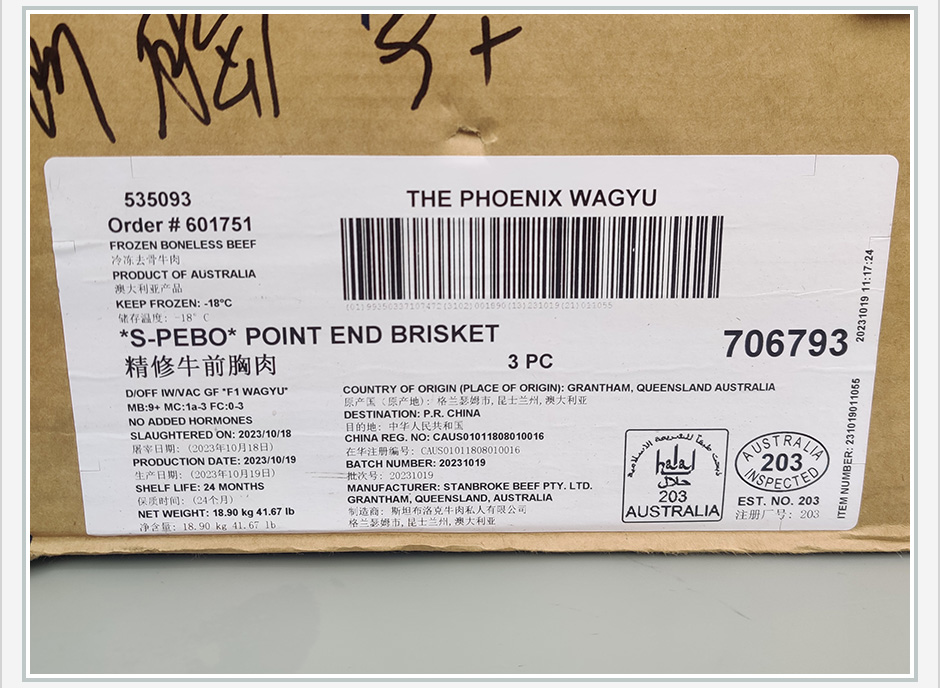 535093
Order # 601751
FROZEN BONELESS BEEF
冷冻去骨牛肉
PRODUCT OF AUSTRALIA
澳大利亚产品
KEEP FROZEN: -18°C
储存温度: -18° C
THE PHOENIX WAGYU
*S-PEBO* POINT END BRISKET
精修牛前胸肉
3 PC
706793
20231019 11:17:24
D/OFF IW/VAC GF *F1 WAGYU*
MB:9+ MC:1a-3 FC:0-3
NO ADDED HORMONES
SLAUGHTERED ON: 2023/10/18
屠宰日期: (2023年10月18日)
PRODUCTION DATE: 2023/10/19
生产日期: (2023年10月19日)
SHELF LIFE: 24 MONTHS
保质时间: (24个月)
NET WEIGHT: 18.90 kg 41.67 lb
净含量: 18.90 kg 41.67 lb
COUNTRY OF ORIGIN (PLACE OF ORIGIN): GRANTHAM, QUEENSLAND AUSTRALIA
原产国 (原产地): 格兰瑟姆市, 昆士兰州, 澳大利亚
DESTINATION: P.R. CHINA
目的地: 中华人民共和国
CHINA REG. NO: CAUS01011808010016
在华注册编号: CAUS01011808010016
BATCH NUMBER: 20231019
批次号: 20231019
MANUFACTURER: STANBROKE BEEF PTY. LTD.
GRANTHAM, QUEENSLAND, AUSTRALIA
制造商: 斯坦布洛克牛肉私人有限公司
格兰瑟姆市, 昆士兰州, 澳大利亚
halal
حلال
203
AUSTRALIA
AUSTRALIA
203
INSPECTED
EST. NO. 203
注册厂号: 203
ITEM NUMBER: 231019011055